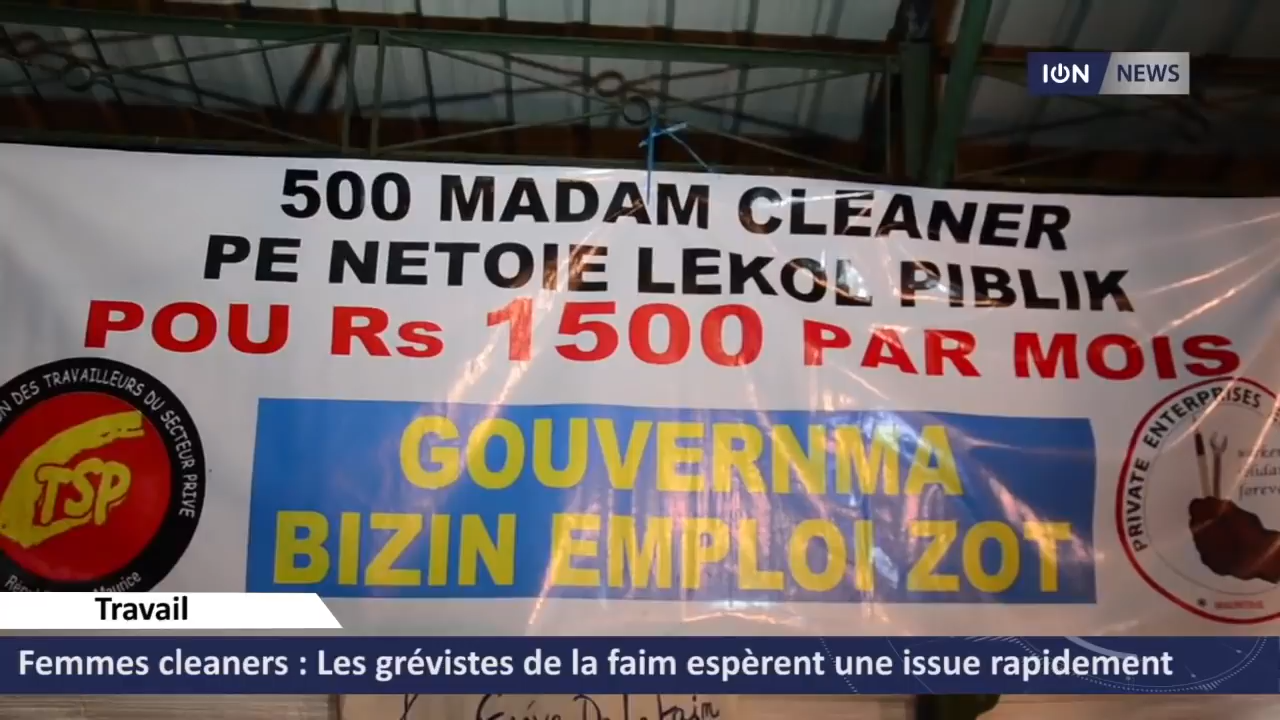 ION NEWS
500 MADAM CLEANER
PE NETOIE LEKOL PIBLIK
POU Rs 1500 PAR MOIS
GOUVERNMA
BIZIN EMPLOI ZOT
DES TRAVAILLEURS DU SECTEUR PRIVE
TSP
Maurice
PRIVATE ENTERPRISES
Travail
Femmes cleaners : Les grévistes de la faim espèrent une issue rapidement